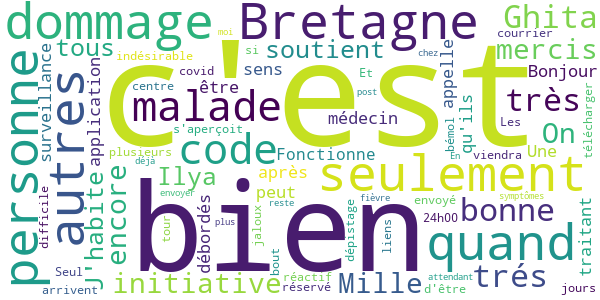 dommage
Bretagne
Ghita
moi
courrier
tous
indésirable
si
soutient
chez
mercis
personne
surveillance
autres
application
c'est
covid
sens
Et
appelle
Bonjour
centre
être
malade
post
très
télécharger
s'aperçoit
médecin
bémol
qu'ils
On
Les
code
plusieurs
Fonctionne
En
viendra
Une
déjà
après
seulement
J'habite
encore
Ilya
peut
fièvre
symptômes
envoyer
bien
débordés
jaloux
reste
dépistage
envoyé
24h00
bonne
traitant
difficile
tour
plus
liens
quand
Seul
initiative
bout
réactif
réservé
Mille
attendant
d'être
trés
arrivent
jours